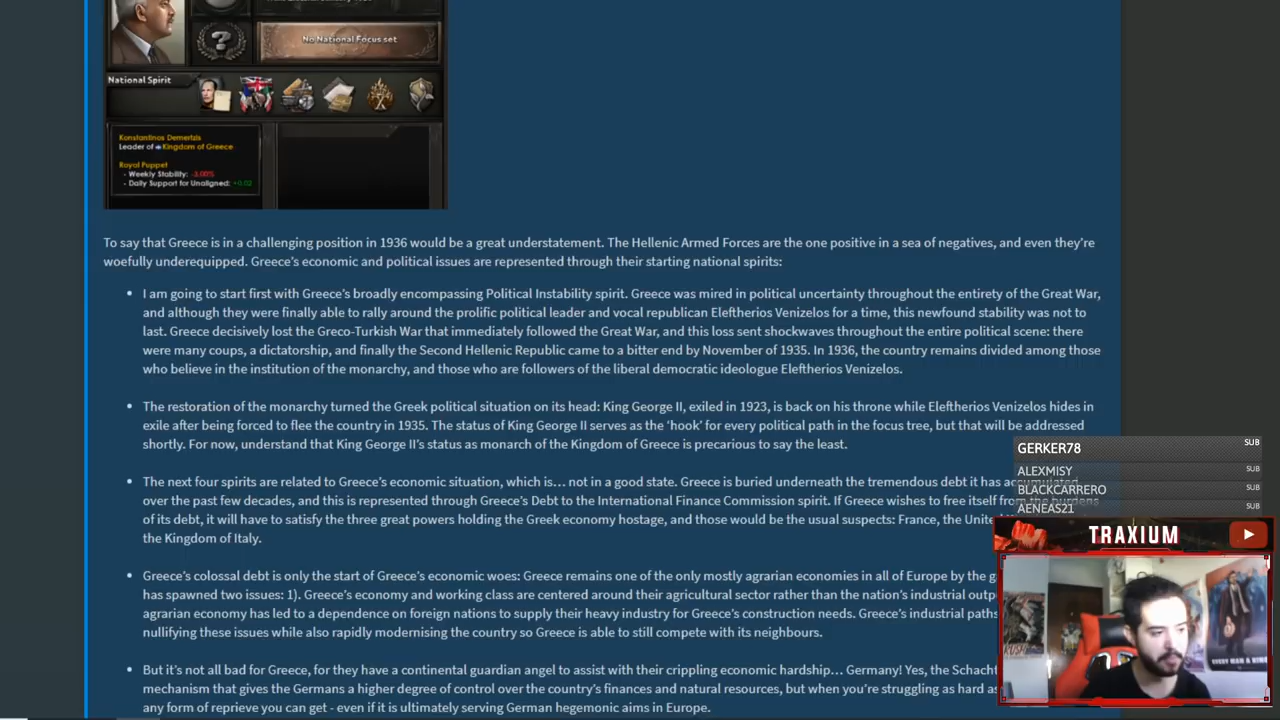 No National Focus set
National Spirit
Konstantinos Demertzis
Leader of Kingdom of Greece
Royal Puppet
- Weekly Stability: -3.00%
- Daily Support for Unaligned: +0.02
To say that Greece is in a challenging position in 1936 would be a great understatement. The Hellenic Armed Forces are the one positive in a sea of negatives, and even they're
woefully underequipped. Greece's economic and political issues are represented through their starting national spirits:
• I am going to start first with Greece's broadly encompassing Political Instability spirit. Greece was mired in political uncertainty throughout the entirety of the Great War,
and although they were finally able to rally around the prolific political leader and vocal republican Eleftherios Venizelos for a time, this newfound stability was not to
last. Greece decisively lost the Greco-Turkish War that immediately followed the Great War, and this loss sent shockwaves throughout the entire political scene: there
were many coups, a dictatorship, and finally the Second Hellenic Republic came to a bitter end by November of 1935. In 1936, the country remains divided among those
who believe in the institution of the monarchy, and those who are followers of the liberal democratic ideologue Eleftherios Venizelos.
• The restoration of the monarchy turned the Greek political situation on its head: King George II, exiled in 1923, is back on his throne while Eleftherios Venizelos hides in
exile after being forced to flee the country in 1935. The status of King George II serves as the 'hook' for every political path in the focus tree, but that will be addressed
shortly. For now, understand that King George II's status as monarch of the Kingdom of Greece is precarious to say the least.
• The next four spirits are related to Greece's economic situation, which is… not in a good state. Greece is buried underneath the tremendous debt it has
over the past few decades, and this is represented through Greece's Debt to the International Finance Commission spirit. If Greece wishes to free itself from the burdens
of its debt, it will have to satisfy the three great powers holding the Greek economy hostage, and those would be the usual suspects: France, the
the Kingdom of Italy.
• Greece's colossal debt is only the start of Greece's economic woes: Greece remains one of the only mostly agrarian economies in all of Europe by the
has spawned two issues: 1). Greece's economy and working class are centered around their agricultural sector rather than the nation's industrial
agrarian economy has led to a dependence on foreign nations to supply their heavy industry for Greece's construction needs. Greece's industrial
nullifying these issues while also rapidly modernising the country so Greece is able to still compete with its neighbours.
• But it's not all bad for Greece, for they have a continental guardian angel to assist with their crippling economic hardship… Germany! Yes, the
mechanism that gives the Germans a higher degree of control over the country's finances and natural resources, but when you're struggling as hard
any form of reprieve you can get - even if it is ultimately serving German hegemonic aims in Europe.
GERKER78 SUB
ALEXMISY SUB
BLACKCARRERO SUB
AENEAS21 SUB
TRAXIUM